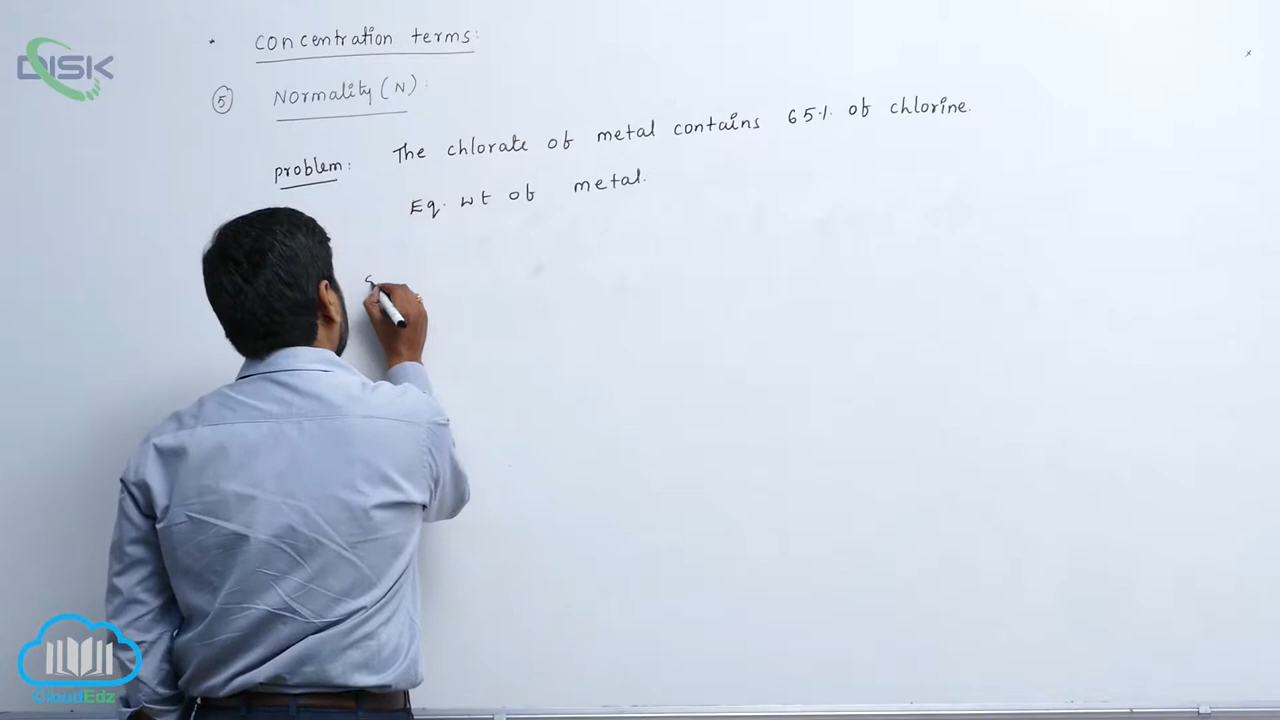 DISK
* Concentration terms:
5 Normality (N):
problem: The chlorate of metal contains 65% of chlorine.
Eq. wt of metal.
CloudEdz